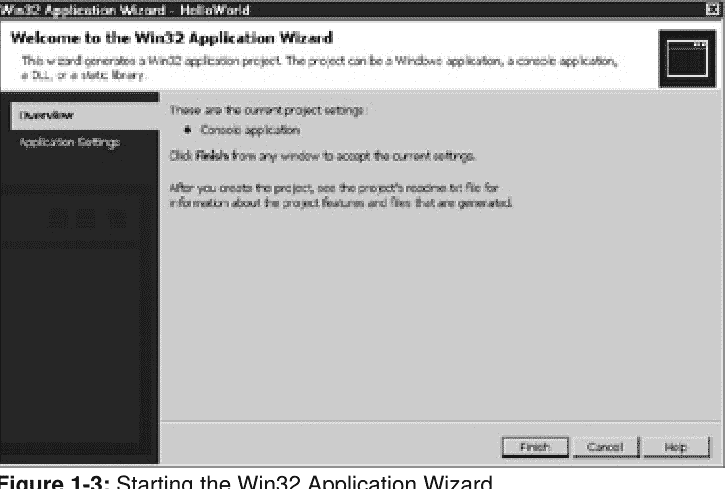 Win32 Application Wizard - HelloWorld
Welcome to the Win32 Application Wizard
This wizard generates a Win32 application project. The project can be a Windows application, a console application,
a DLL, or a static library.
Overview
Application Settings
These are the current project settings:
• Console application
Click Finish from any window to accept the current settings.
After you create the project, see the project's readme.txt file for
information about the project features and files that are generated.
Finish
Cancel
Help
Figure 1-3: Starting the Win32 Application Wizard